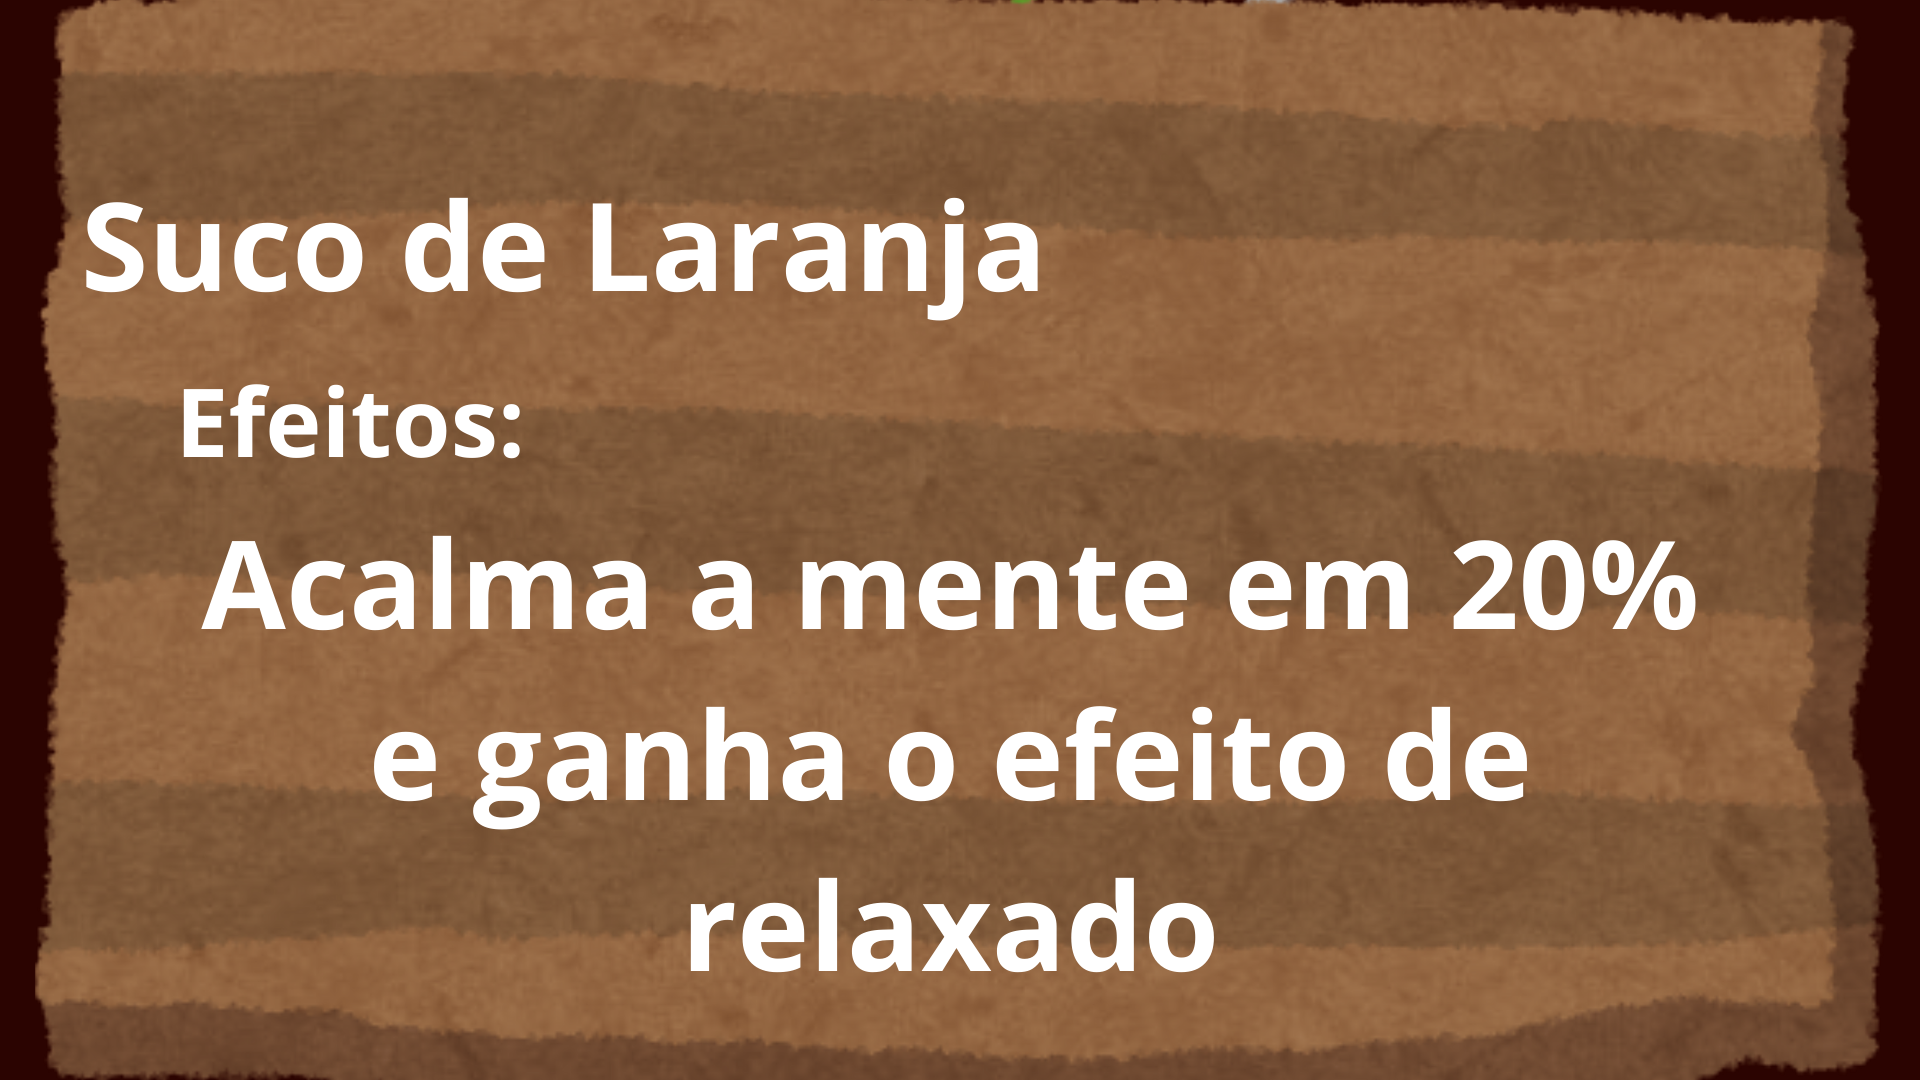 Suco de Laranja
Efeitos:
Acalma a mente em 20%
e ganha o efeito de
relaxado